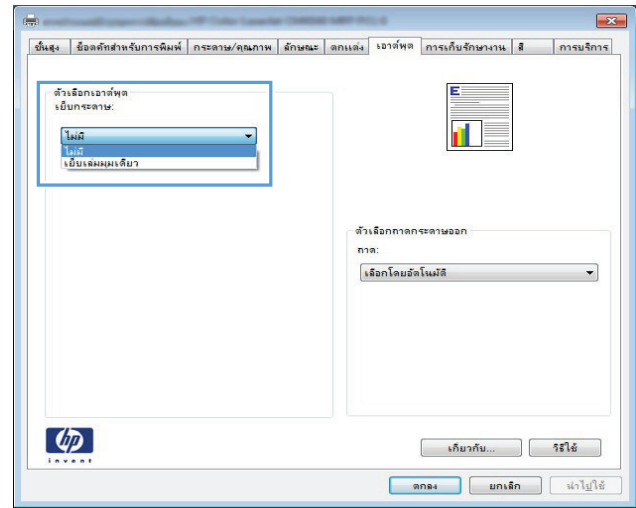 ขั้นสูง
ช็อตคัทสำหรับการพิมพ์
กระดาษ/คุณภาพ
ลักษณะ
ตกแต่ง
เอาต์พุต
การเก็บรักษางาน
สี
การบริการ
ตัวเลือกเอาต์พุต
เย็บกระดาษ:
ไม่มี
ไม่มี
เย็บเล่มมุมเดียว
E
ตัวเลือกถาดกระดาษออก
ถาด:
เลือกโดยอัตโนมัติ
hp
invent
เกี่ยวกับ...
วิธีใช้
ตกลง
ยกเลิก
นำไปใช้